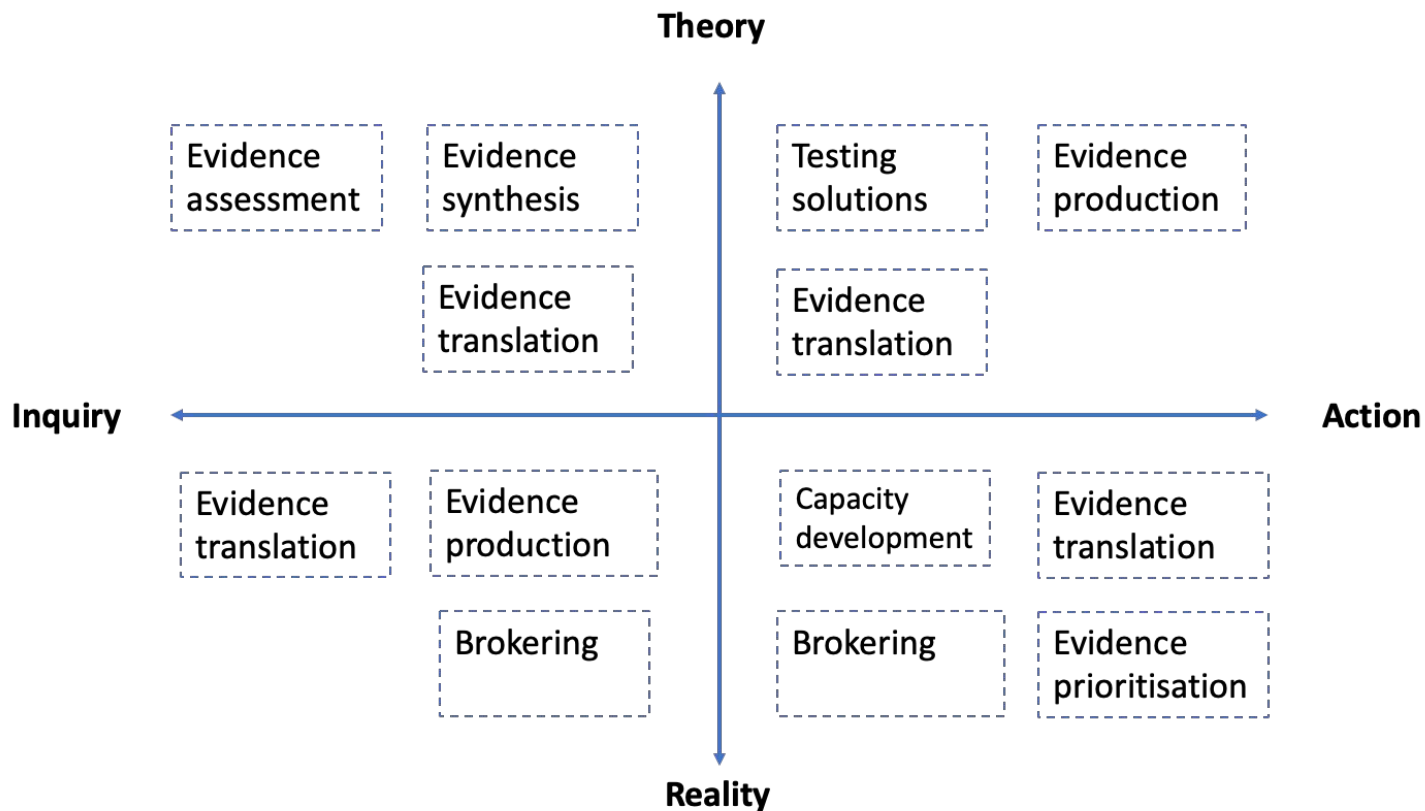 Theory
Evidence
assessment
Evidence
synthesis
Testing
solutions
Evidence
production
Evidence
translation
Evidence
translation
Inquiry
Action
Evidence
translation
Evidence
production
Capacity
development
Evidence
translation
Brokering
Brokering
Evidence
prioritisation
Reality